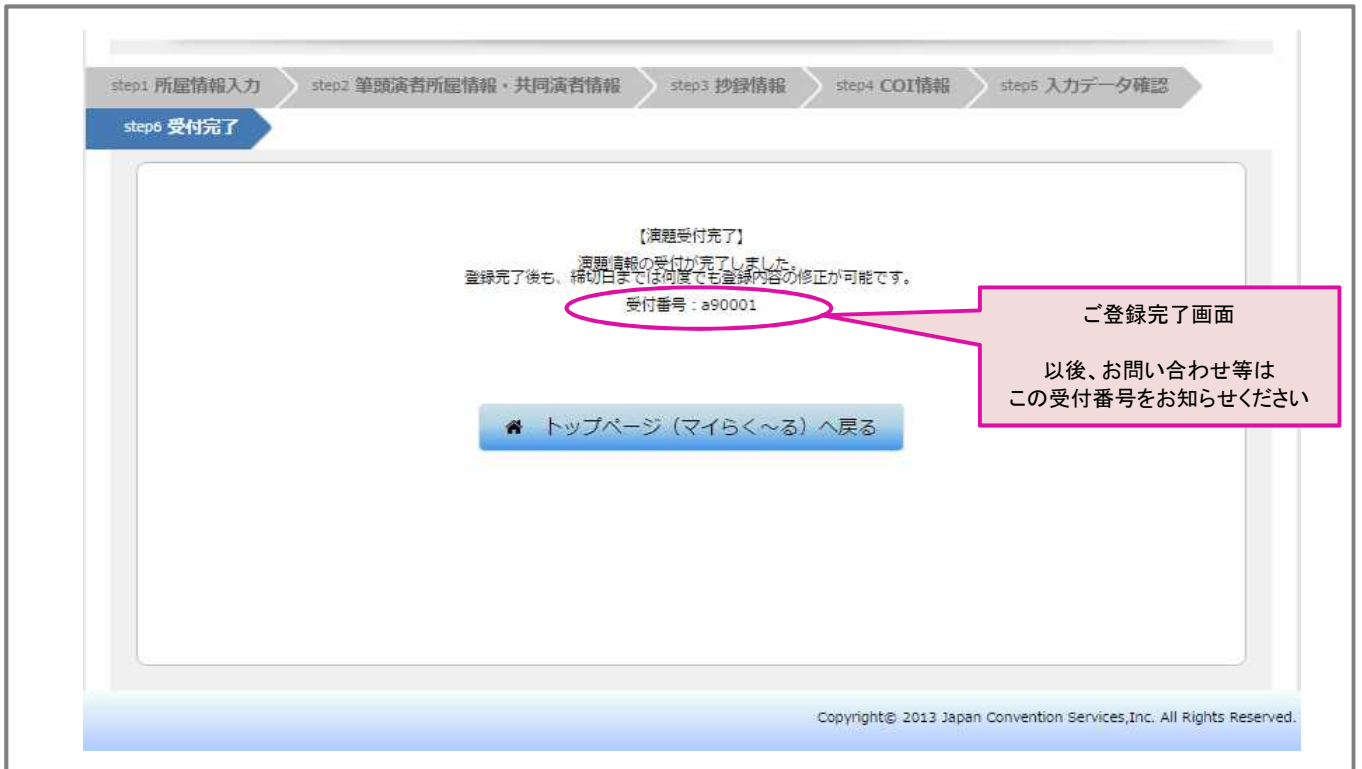 step1 所属情報入力
step2 筆頭演者所属情報・共同演者情報
step3 抄録情報
step4 COI情報
step5 入力データ確認
step6 受付完了
【演題受付完了】
演題情報の受付が完了しました。
登録完了後も、締切日までは何度でも登録内容の修正が可能です。
受付番号：a90001
ご登録完了画面
以後、お問い合わせ等は
この受付番号をお知らせください
トップページ（マイらく～る）へ戻る
Copyright© 2013 Japan Convention Services,Inc. All Rights Reserved.